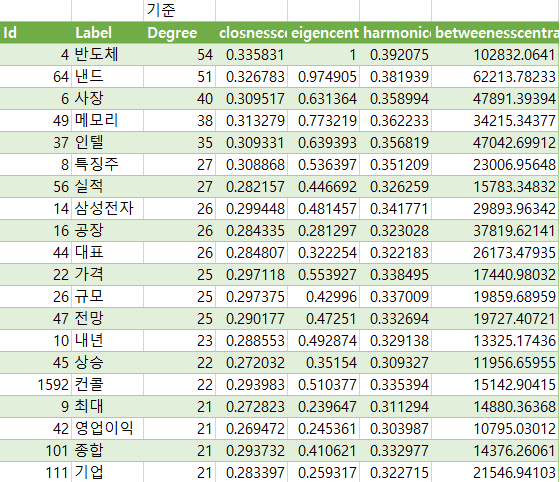 기준
Id Label Degree closnessce eigencent harmonicc betweenesscentra
4 반도체 54 0.335831 1 0.392075 102832.0641
64 낸드 51 0.326783 0.974905 0.381939 62213.78233
6 사장 40 0.309517 0.631364 0.358994 47891.39394
49 메모리 38 0.313279 0.773219 0.362233 34215.34377
37 인텔 35 0.309331 0.639393 0.356819 47042.69912
8 특징주 27 0.308868 0.536397 0.351209 23006.95648
56 실적 27 0.282157 0.446692 0.326259 15783.34832
14 삼성전자 26 0.299448 0.481457 0.341771 29893.96342
16 공장 26 0.284335 0.281297 0.323028 37819.62141
44 대표 26 0.284807 0.322254 0.322183 26173.47935
22 가격 25 0.297118 0.553927 0.338495 17440.98032
26 규모 25 0.297375 0.42996 0.337009 19859.68959
47 전망 25 0.290177 0.47251 0.332694 19727.40721
10 내년 23 0.288553 0.492874 0.329138 13325.17436
45 상승 22 0.272032 0.35154 0.309327 11956.65955
1592 컨콜 22 0.293983 0.510377 0.335394 15142.90415
9 최대 21 0.272823 0.239647 0.311294 14880.36368
42 영업이익 21 0.269472 0.245361 0.303987 10795.03012
101 종합 21 0.293732 0.410621 0.332977 14376.26061
111 기업 21 0.283397 0.259317 0.322715 21546.94103